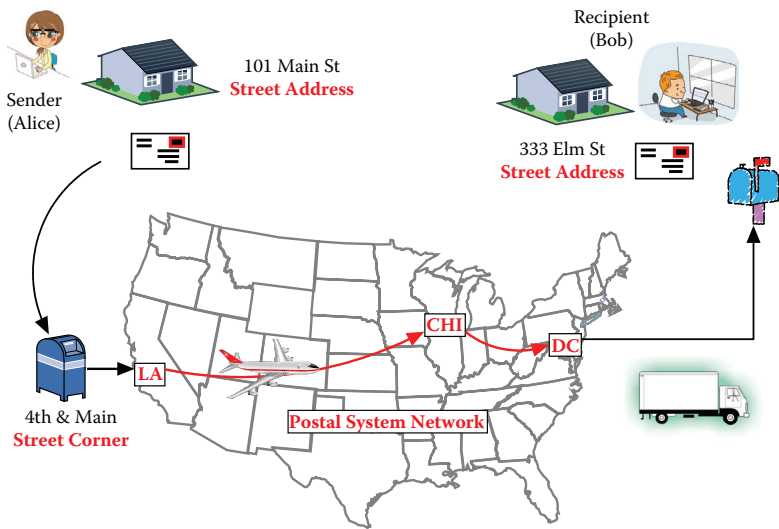 Sender
(Alice)
101 Main St
Street Address
Recipient
(Bob)
333 Elm St
Street Address
4th & Main
Street Corner
LA
CHI
DC
Postal System Network